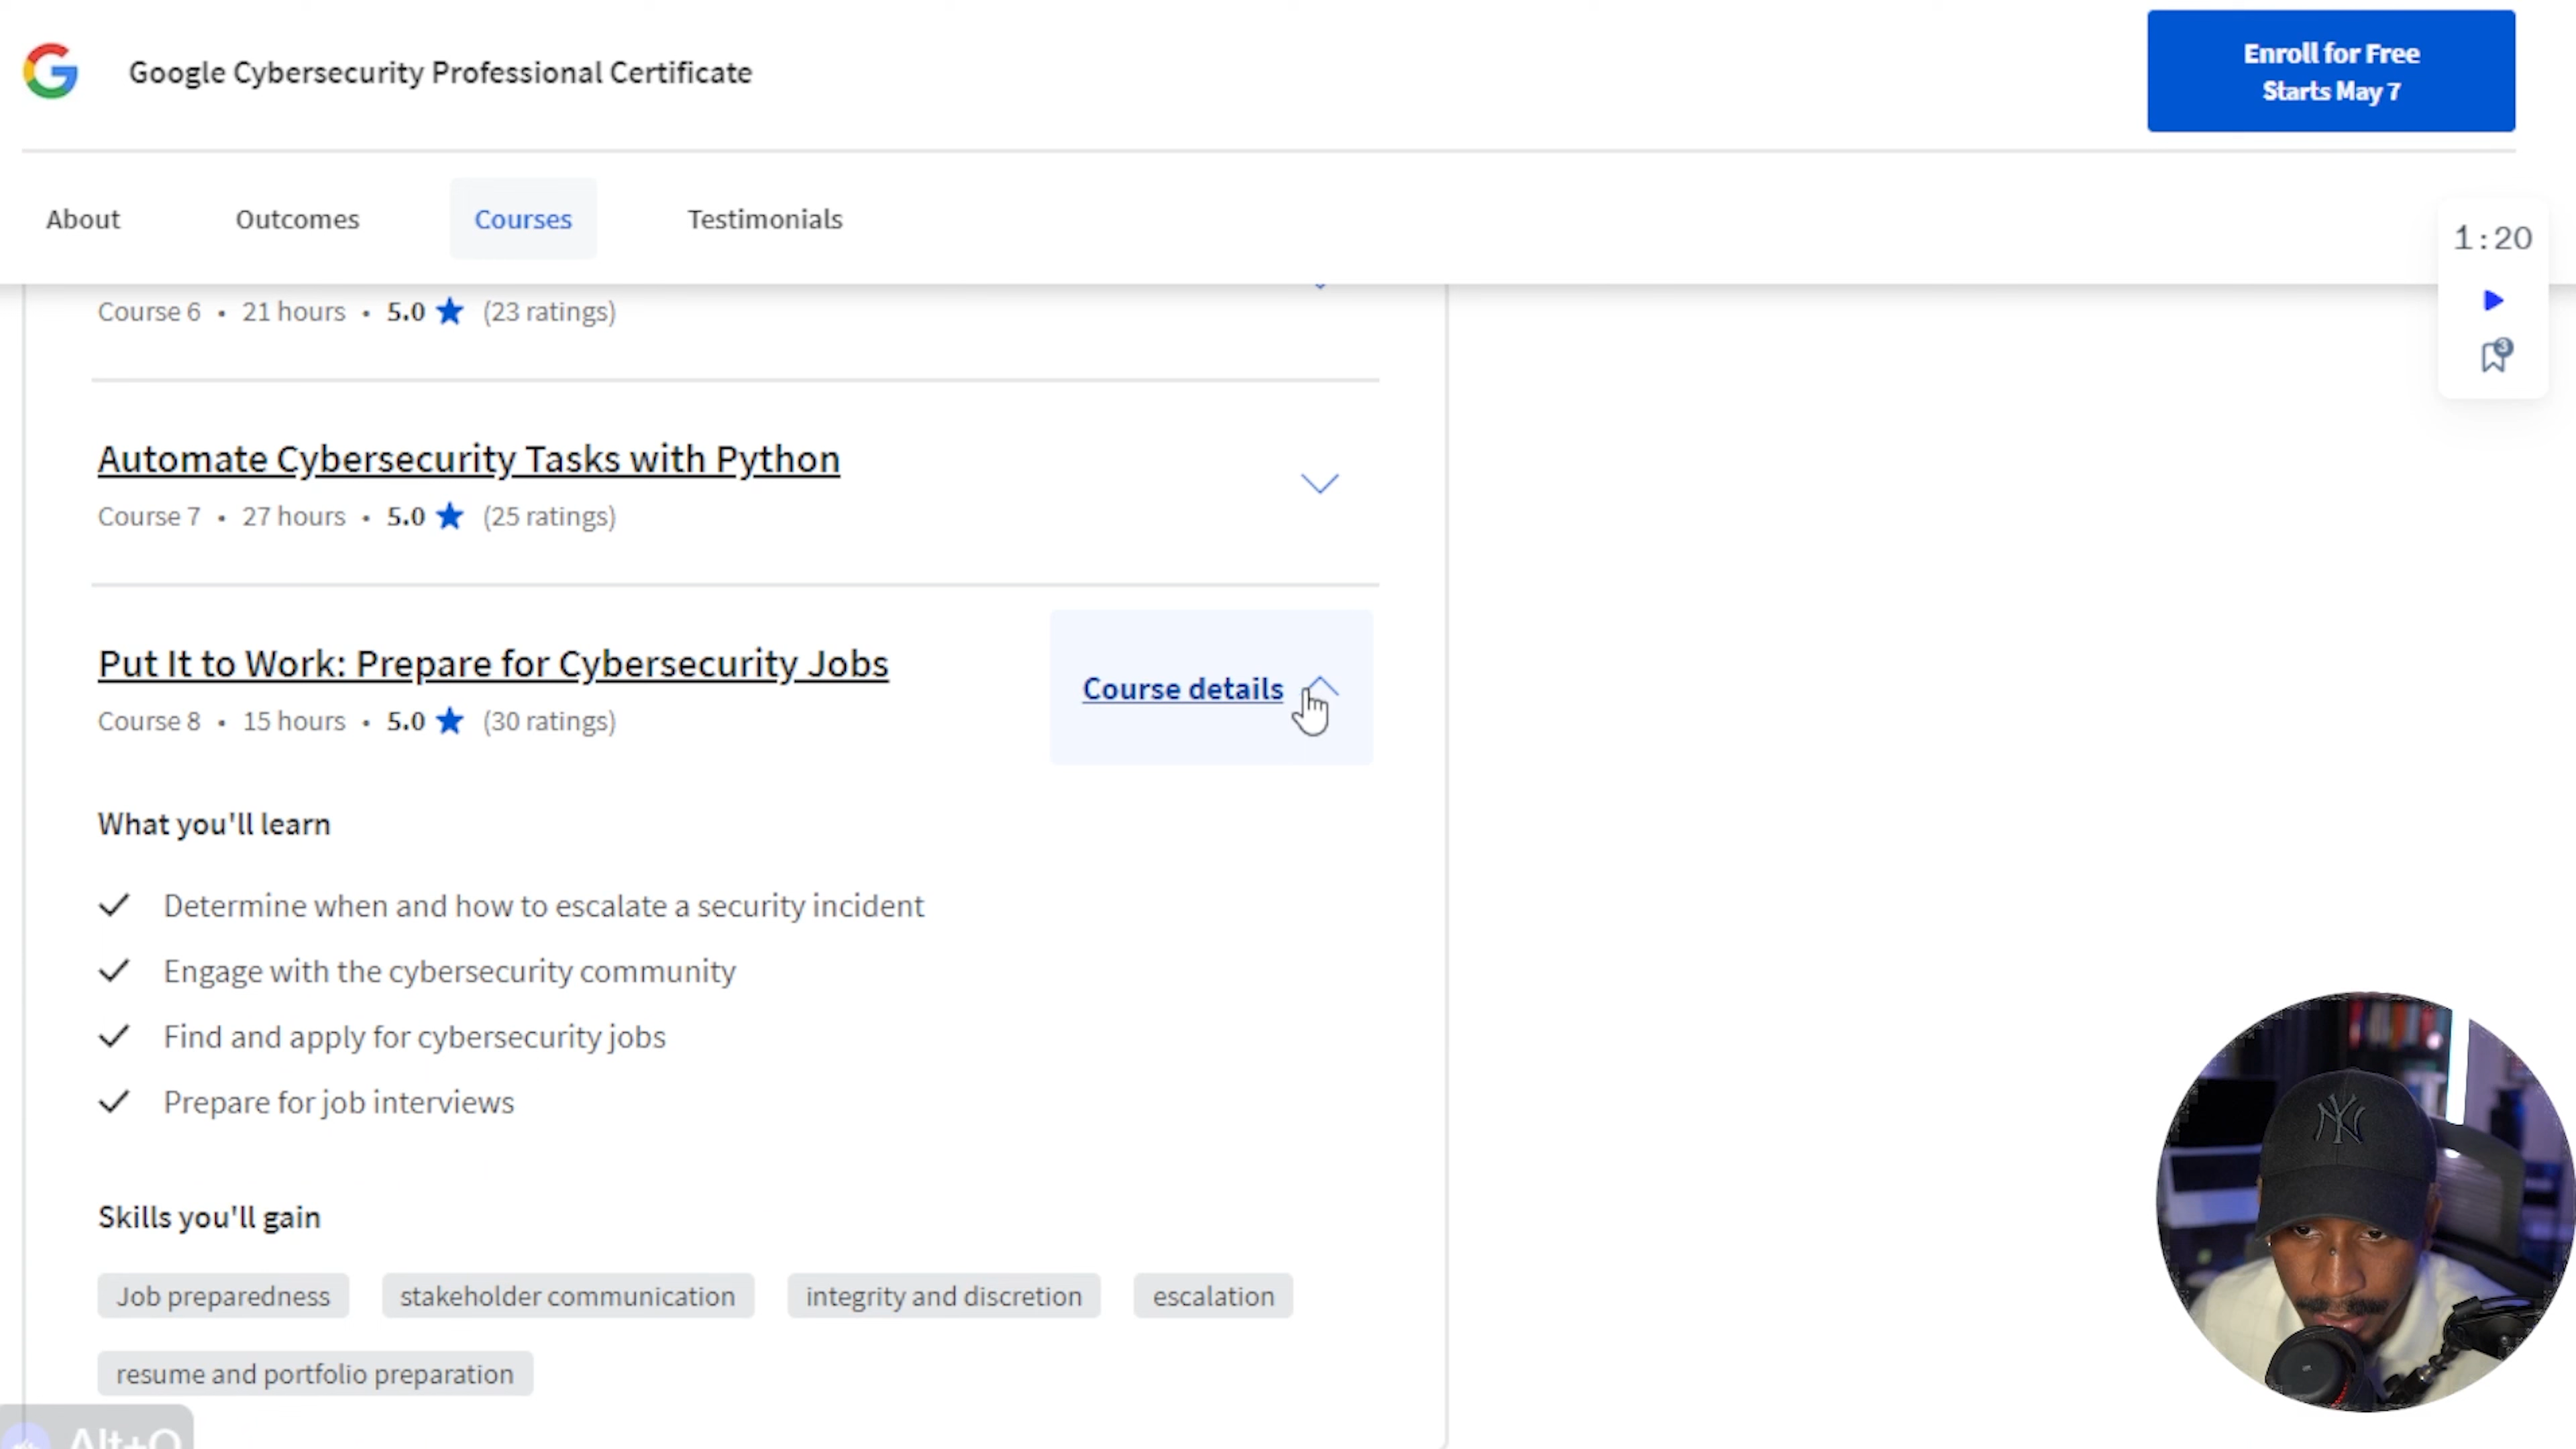 Google Cybersecurity Professional Certificate
Enroll for Free
Starts May 7
About
Outcomes
Courses
Testimonials
1:20
3
Course 6 • 21 hours • 5.0 ★ (23 ratings)
Automate Cybersecurity Tasks with Python
Course 7 • 27 hours • 5.0 ★ (25 ratings)
Put It to Work: Prepare for Cybersecurity Jobs
Course details
Course 8 • 15 hours • 5.0 ★ (30 ratings)
What you'll learn
Determine when and how to escalate a security incident
Engage with the cybersecurity community
Find and apply for cybersecurity jobs
Prepare for job interviews
Skills you'll gain
Job preparedness
stakeholder communication
integrity and discretion
escalation
resume and portfolio preparation
NY